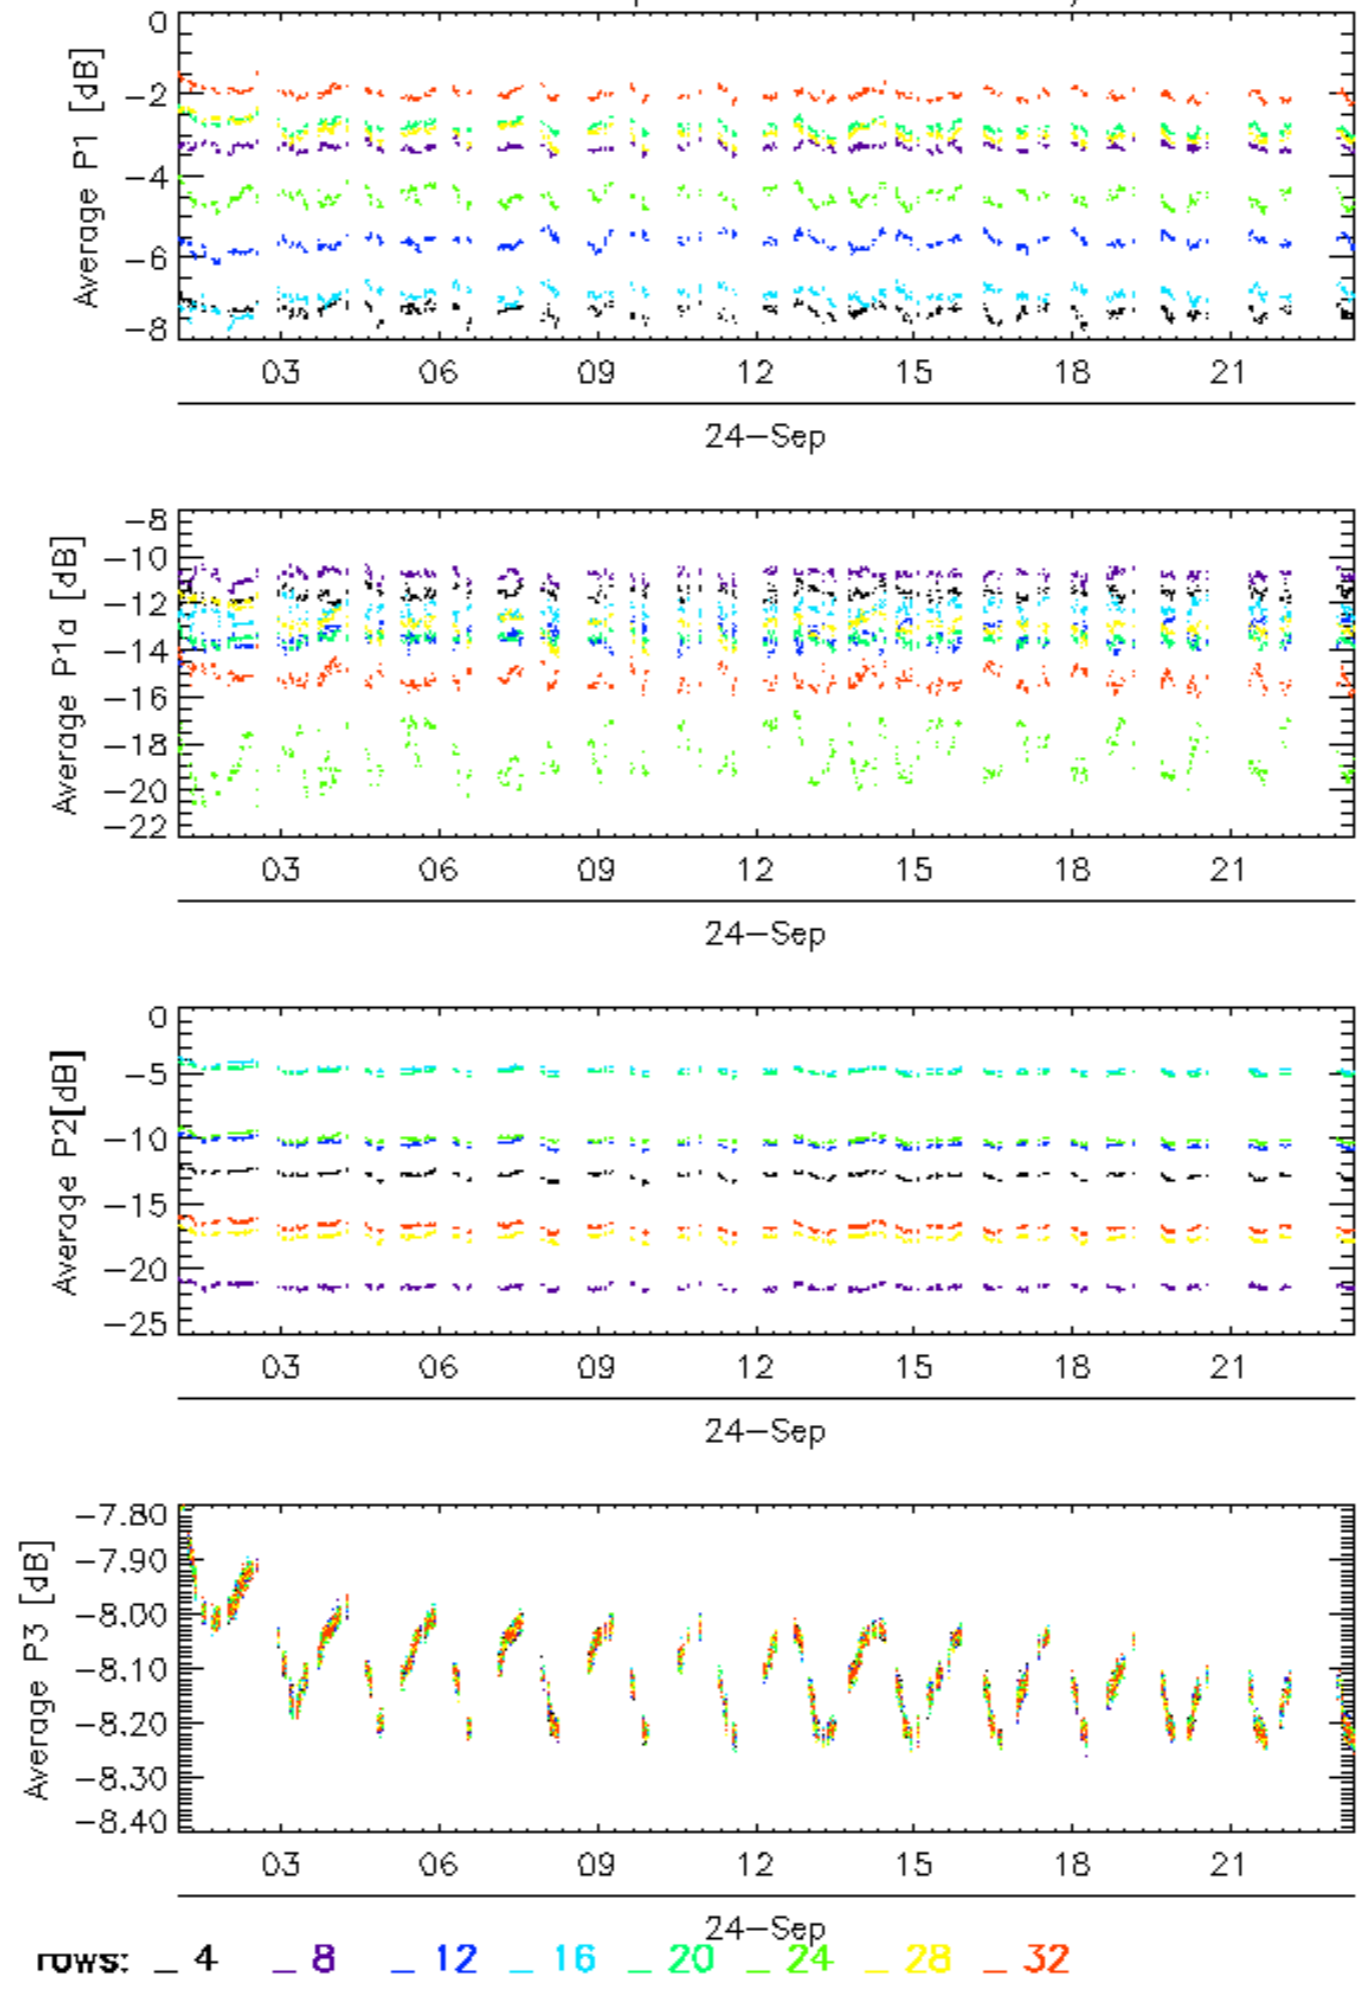 Average P1 [dB]
0
−2
−4
−6
−8
03 06 09 12 15 18 21
24−Sep
Average P1a [dB]
−8
−10
−12
−14
−16
−18
−20
−22
03 06 09 12 15 18 21
24−Sep
Average P2[dB]
0
−5
−10
−15
−20
−25
03 06 09 12 15 18 21
24−Sep
Average P3 [dB]
−7.80
−7.90
−8.00
−8.10
−8.20
−8.30
−8.40
03 06 09 12 15 18 21
24−Sep
rows: _ 4 _ 8 _ 12 _ 16 _ 20 _ 24 _ 28 _ 32